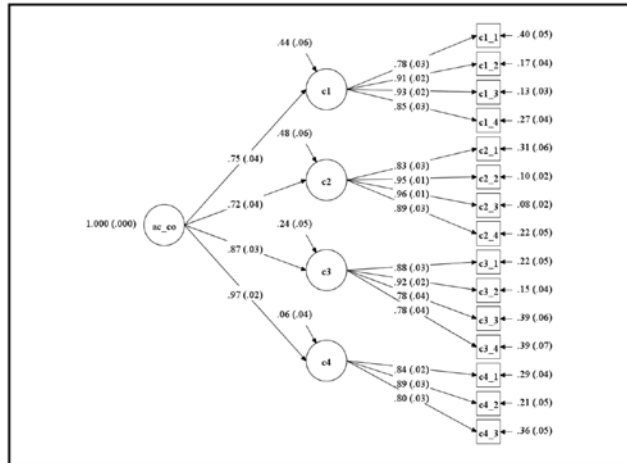 .40 (.05)
c1_1
.44 (.06)
.78 (.03)
.17 (.04)
c1_2
.91 (.02)
c1
.93 (.02)
c1_3
.13 (.03)
.85 (.03)
c1_4
.27 (.04)
.75 (.04)
.48 (.06)
c2_1
.31 (.06)
.83 (.03)
c2_2
.10 (.02)
c2
.95 (.01)
.96 (.01)
c2_3
.08 (.02)
.72 (.04)
.89 (.03)
c2_4
.22 (.05)
1.000 (.000)
ac_co
.24 (.05)
.87 (.03)
.88 (.03)
c3_1
.22 (.05)
c3
.92 (.02)
c3_2
.15 (.04)
.78 (.04)
c3_3
.39 (.06)
.97 (.02)
.78 (.04)
c3_4
.39 (.07)
.06 (.04)
c4
.84 (.02)
c4_1
.29 (.04)
.89 (.03)
c4_2
.21 (.05)
.80 (.03)
c4_3
.36 (.05)